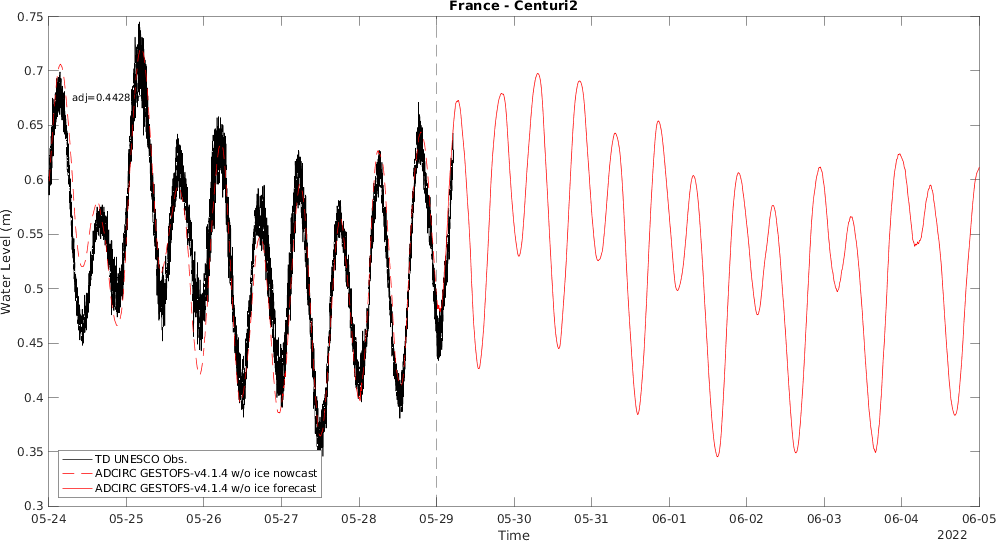 France - Centuri2
0.75
0.7
0.65
0.6
0.55
0.5
0.45
0.4
0.35
0.3
Water Level (m)
adj=0.4428
TD UNESCO Obs.
ADCIRC GESTOFS-v4.1.4 w/o ice nowcast
ADCIRC GESTOFS-v4.1.4 w/o ice forecast
05-24 05-25 05-26 05-27 05-28 05-29 05-30 05-31 06-01 06-02 06-03 06-04 06-05
Time
2022